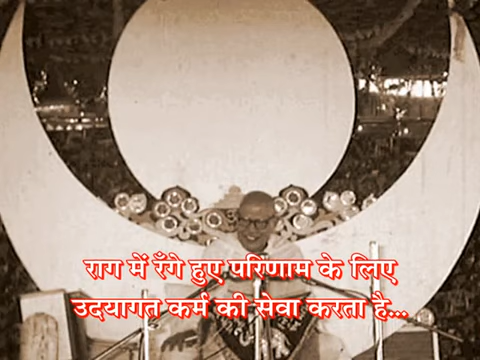 राग में रँगे हुए परिणाम के लिए
उदयागत कर्म की सेवा करता है...